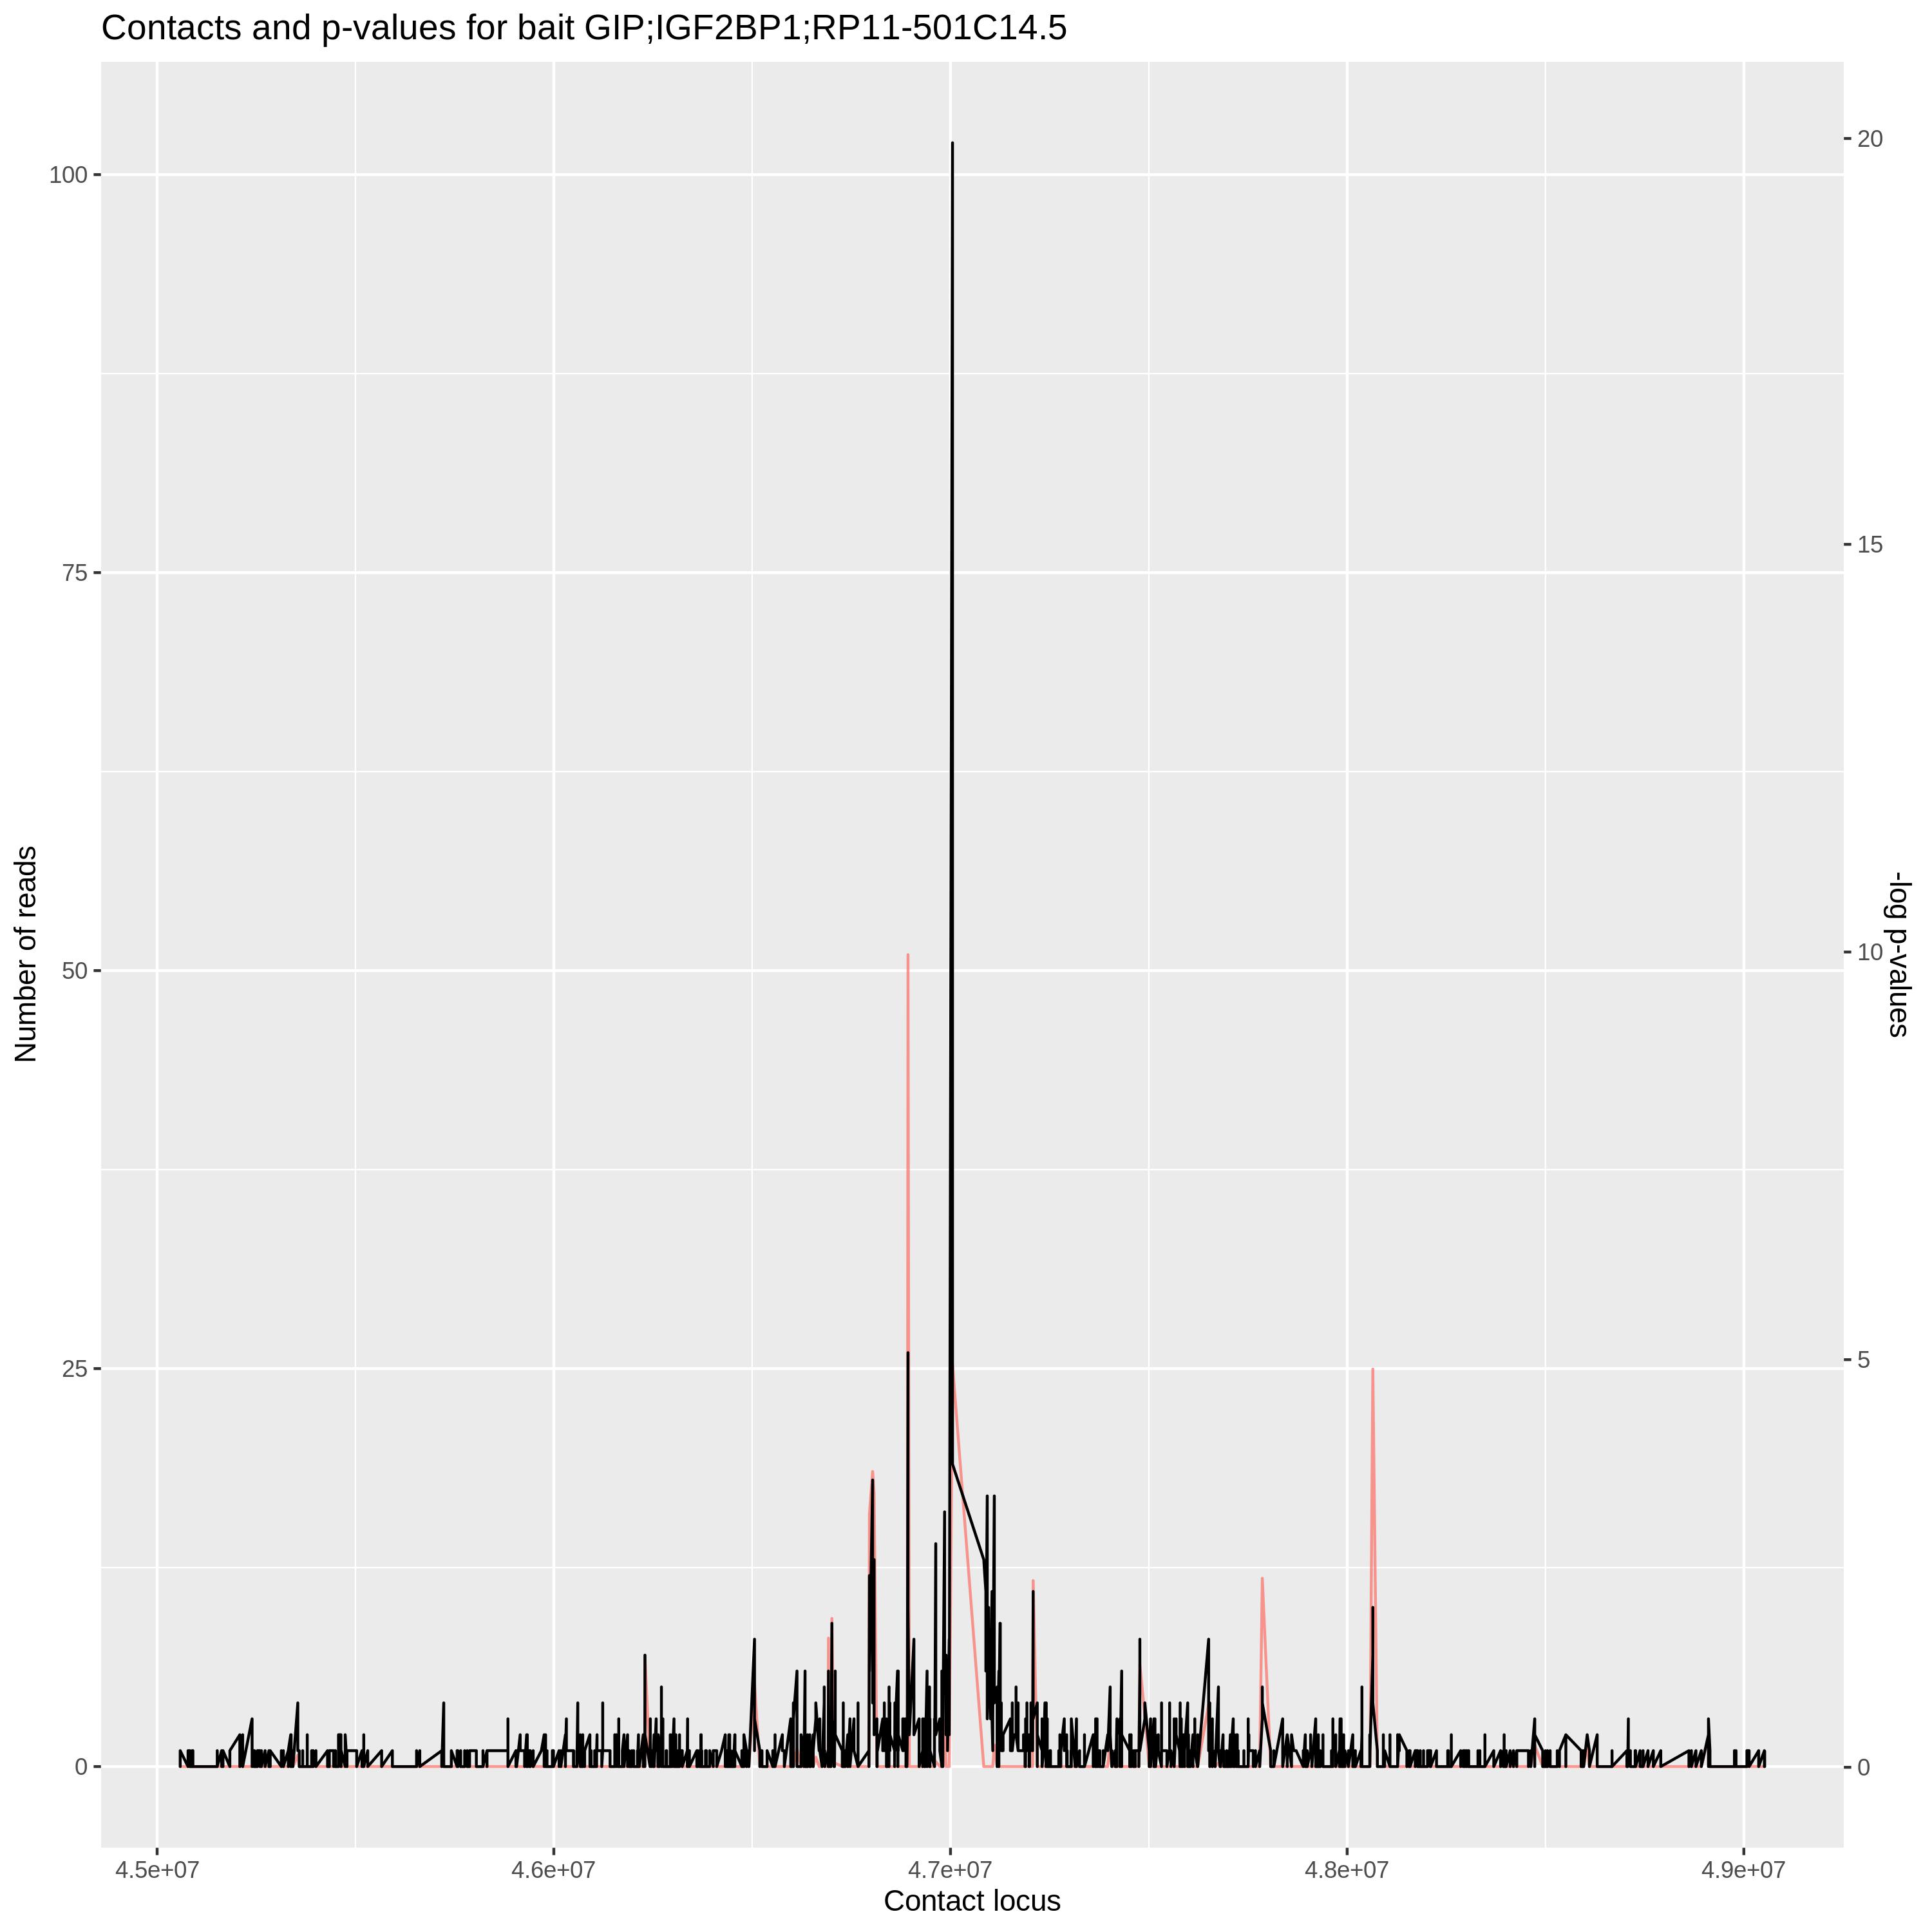 Contacts and p-values for bait GIP;IGF2BP1;RP11-501C14.5
100
75
50
25
0
Number of reads
20
15
10
5
0
-log p-values
4.5e+07
4.6e+07
4.7e+07
4.8e+07
4.9e+07
Contact locus